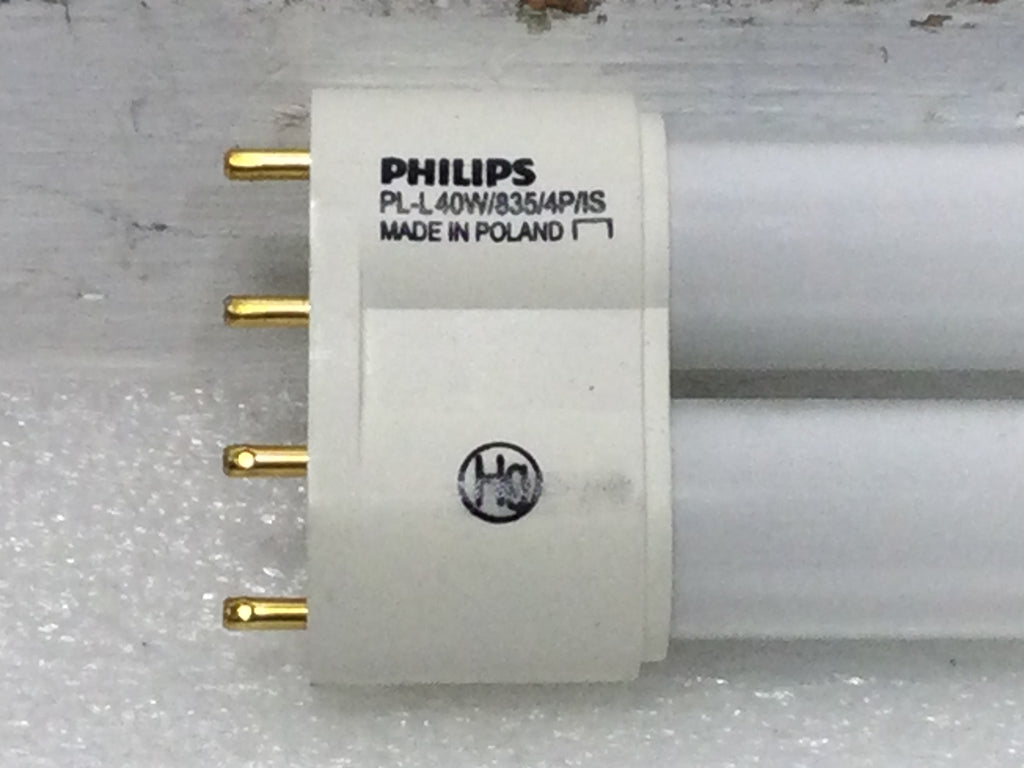 PHILIPS
PL-L 40W/835/4P/IS
MADE IN POLAND
Hg